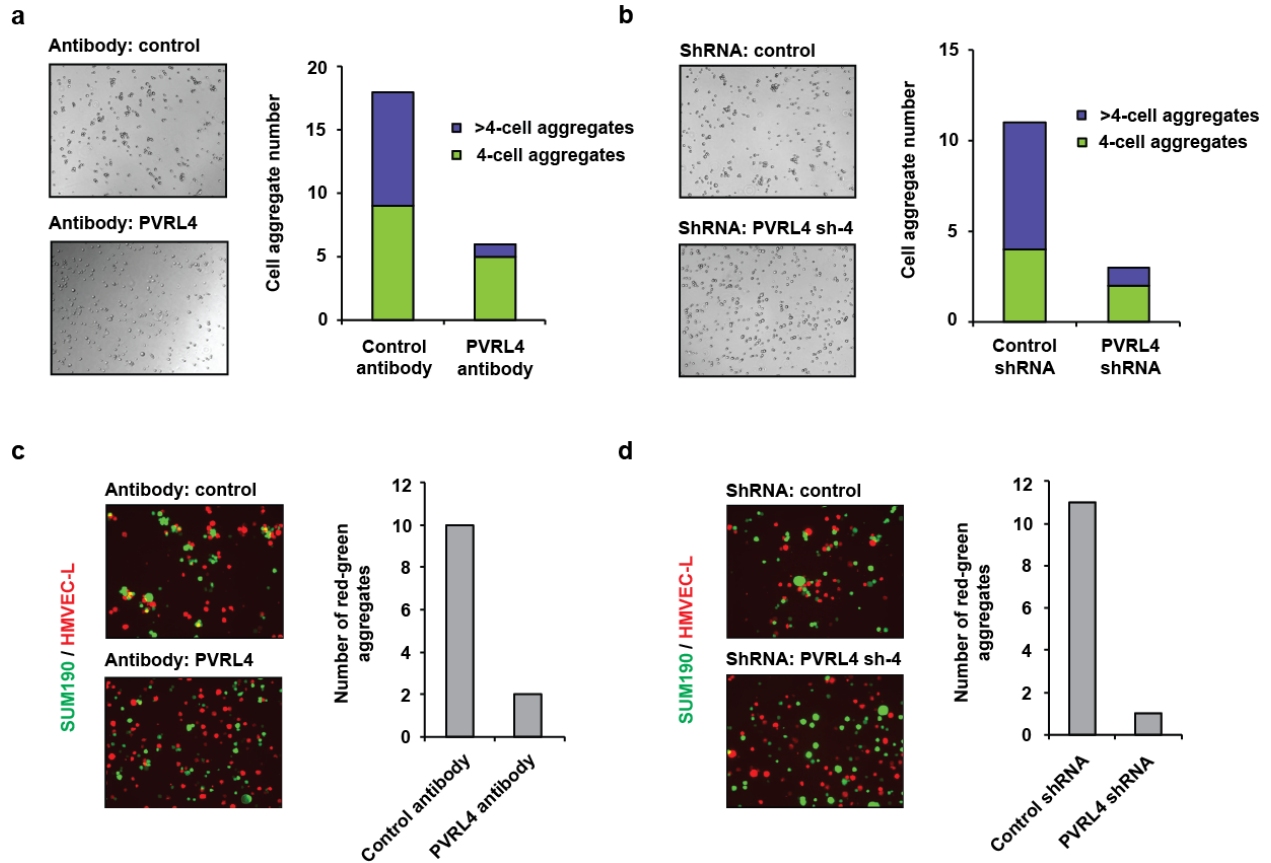 a
Antibody: control
Antibody: PVRL4
Cell aggregate number
20
15
10
5
0
>4-cell aggregates
4-cell aggregates
Control
antibody
PVRL4
antibody
b
ShRNA: control
ShRNA: PVRL4 sh-4
Cell aggregate number
15
10
5
0
>4-cell aggregates
4-cell aggregates
Control
shRNA
PVRL4
shRNA
c
SUM190 / HMVEC-L
Antibody: control
Antibody: PVRL4
Number of red-green
aggregates
12
10
8
6
4
2
0
Control antibody
PVRL4 antibody
d
SUM190 / HMVEC-L
ShRNA: control
ShRNA: PVRL4 sh-4
Number of red-green
aggregates
12
10
8
6
4
2
0
Control shRNA
PVRL4 shRNA